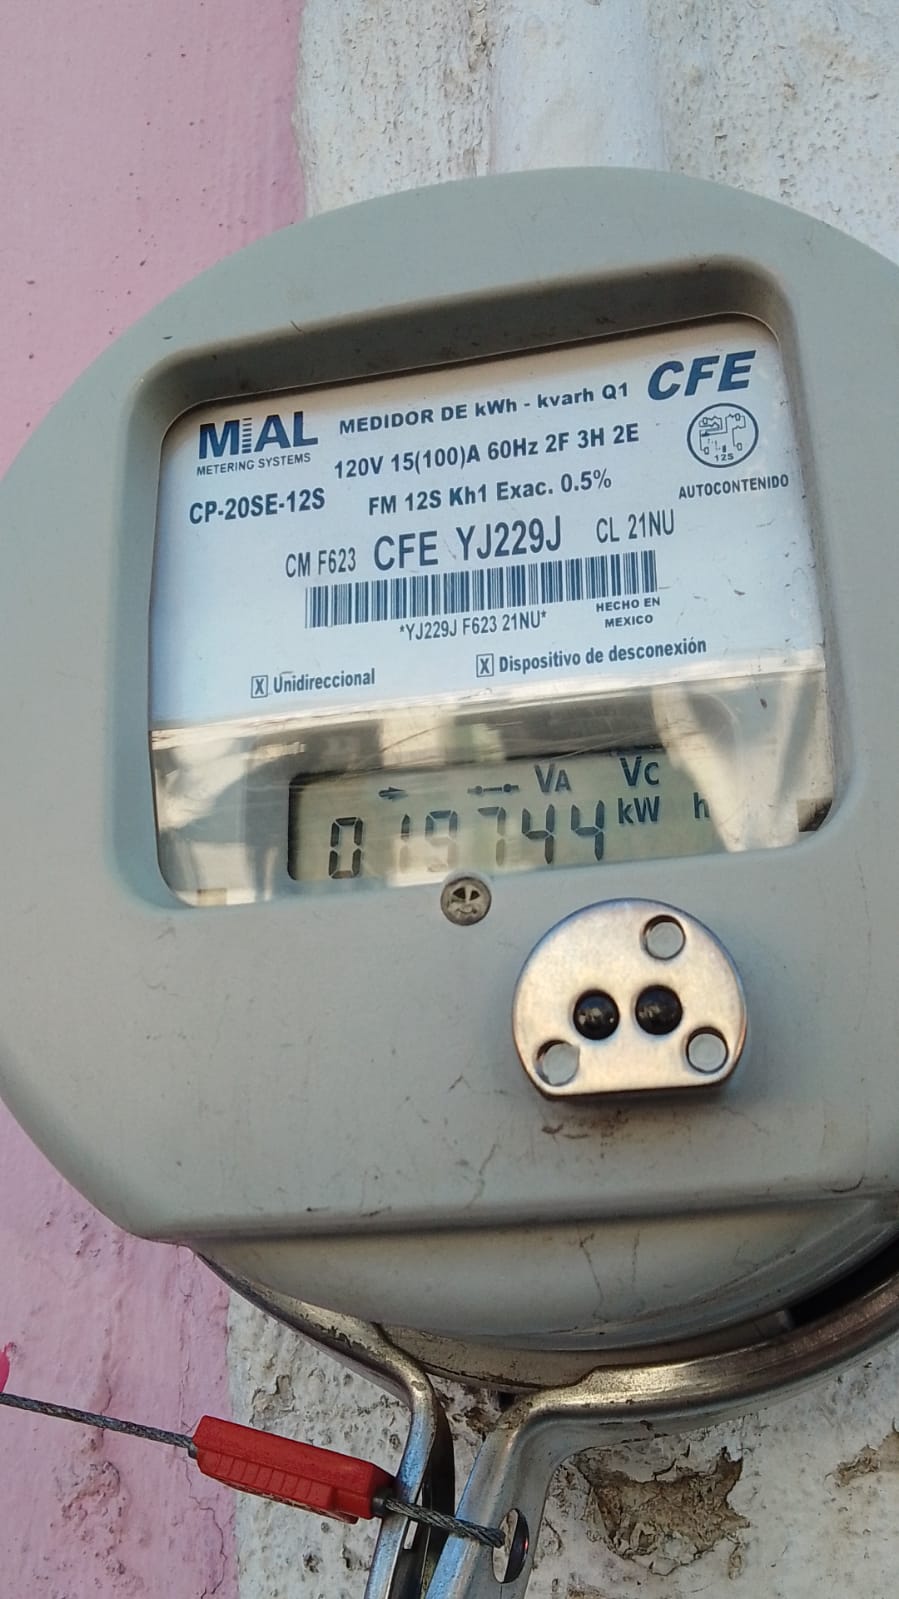 MIAL
METERING SYSTEMS
MEDIDOR DE kWh - kvarh Q1
CFE
120V 15(100)A 60Hz 2F 3H 2E
12S
CP-20SE-12S
FM 12S Kh1 Exac. 0.5%
AUTOCONTENIDO
CM F623 CFE YJ229J CL 21NU
*YJ229J F623 21NU*
HECHO EN
MEXICO
X Unidireccional
X Dispositivo de desconexión
VA VC
019744 kW h